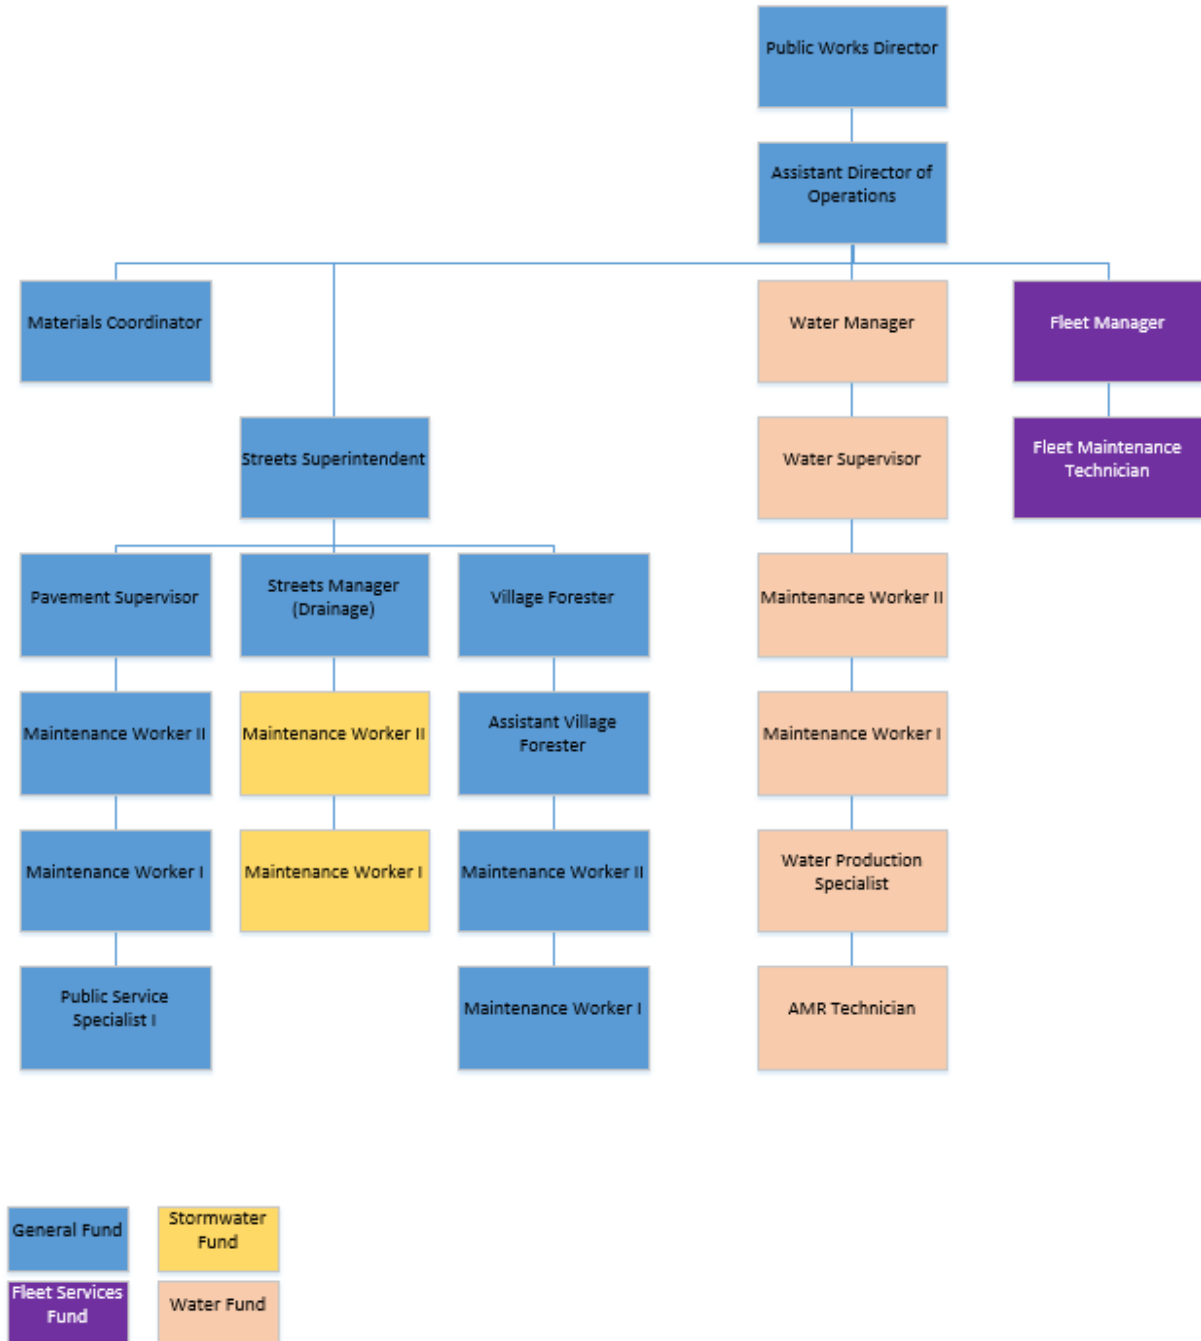 Public Works Director
Assistant Director of
Operations
Materials Coordinator
Water Manager
Fleet Manager
Streets Superintendent
Water Supervisor
Fleet Maintenance
Technician
Pavement Supervisor
Streets Manager
(Drainage)
Village Forester
Maintenance Worker II
Maintenance Worker II
Maintenance Worker II
Assistant Village
Forester
Maintenance Worker I
Maintenance Worker I
Maintenance Worker I
Maintenance Worker II
Water Production
Specialist
Public Service
Specialist I
Maintenance Worker I
AMR Technician
General Fund
Stormwater
Fund
Fleet Services
Fund
Water Fund